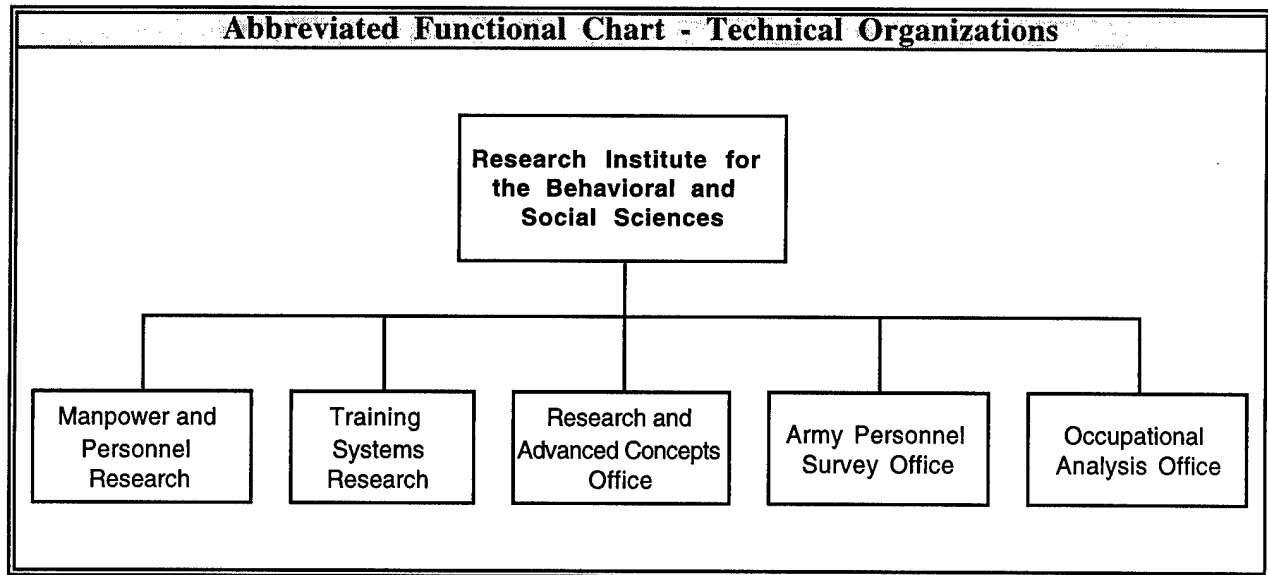 Abbreviated Functional Chart - Technical Organizations
Research Institute for
the Behavioral and
Social Sciences
Manpower and
Personnel
Research
Training
Systems
Research
Research and
Advanced Concepts
Office
Army Personnel
Survey Office
Occupational
Analysis Office